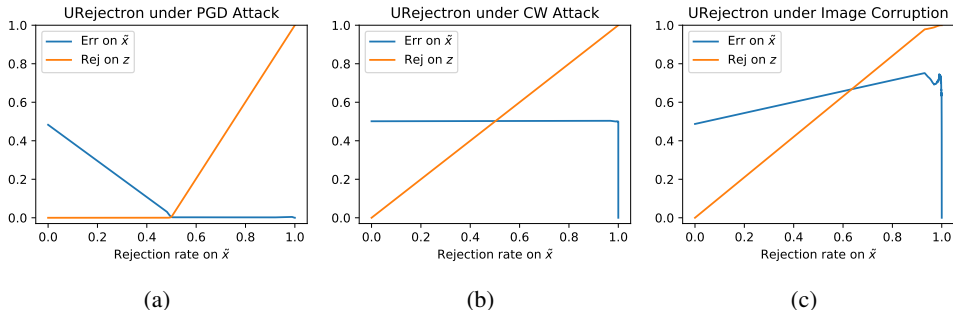 URejectron under PGD Attack
1.0
0.8
0.6
0.4
0.2
0.0
Err on x̃
Rej on z
0.0 0.2 0.4 0.6 0.8 1.0
Rejection rate on x̃
(a)
URejectron under CW Attack
1.0
0.8
0.6
0.4
0.2
0.0
Err on x̃
Rej on z
0.0 0.2 0.4 0.6 0.8 1.0
Rejection rate on x̃
(b)
URejectron under Image Corruption
1.0
0.8
0.6
0.4
0.2
0.0
Err on x̃
Rej on z
0.0 0.2 0.4 0.6 0.8 1.0
Rejection rate on x̃
(c)